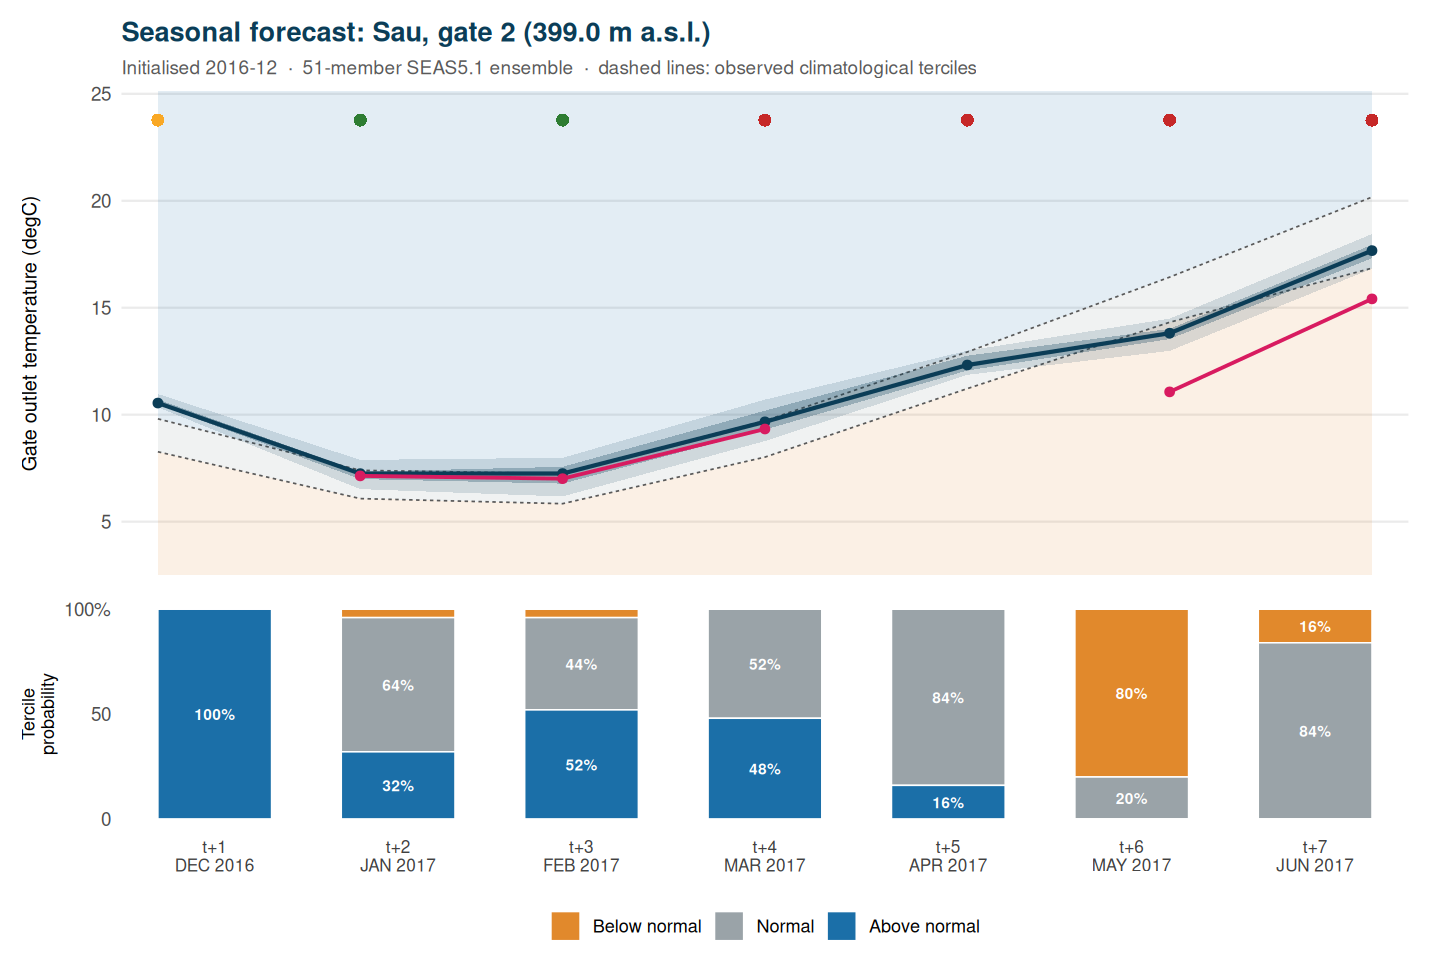 Seasonal forecast: Sau, gate 2 (399.0 m a.s.l.)
Initialised 2016-12 · 51-member SEAS5.1 ensemble · dashed lines: observed climatological terciles
Gate outlet temperature (degC)
25
20
15
10
5
Tercile
probability
100%
50
0
100%
64%
32%
44%
52%
52%
48%
84%
16%
80%
20%
16%
84%
t+1
DEC 2016
t+2
JAN 2017
t+3
FEB 2017
t+4
MAR 2017
t+5
APR 2017
t+6
MAY 2017
t+7
JUN 2017
Below normal
Normal
Above normal